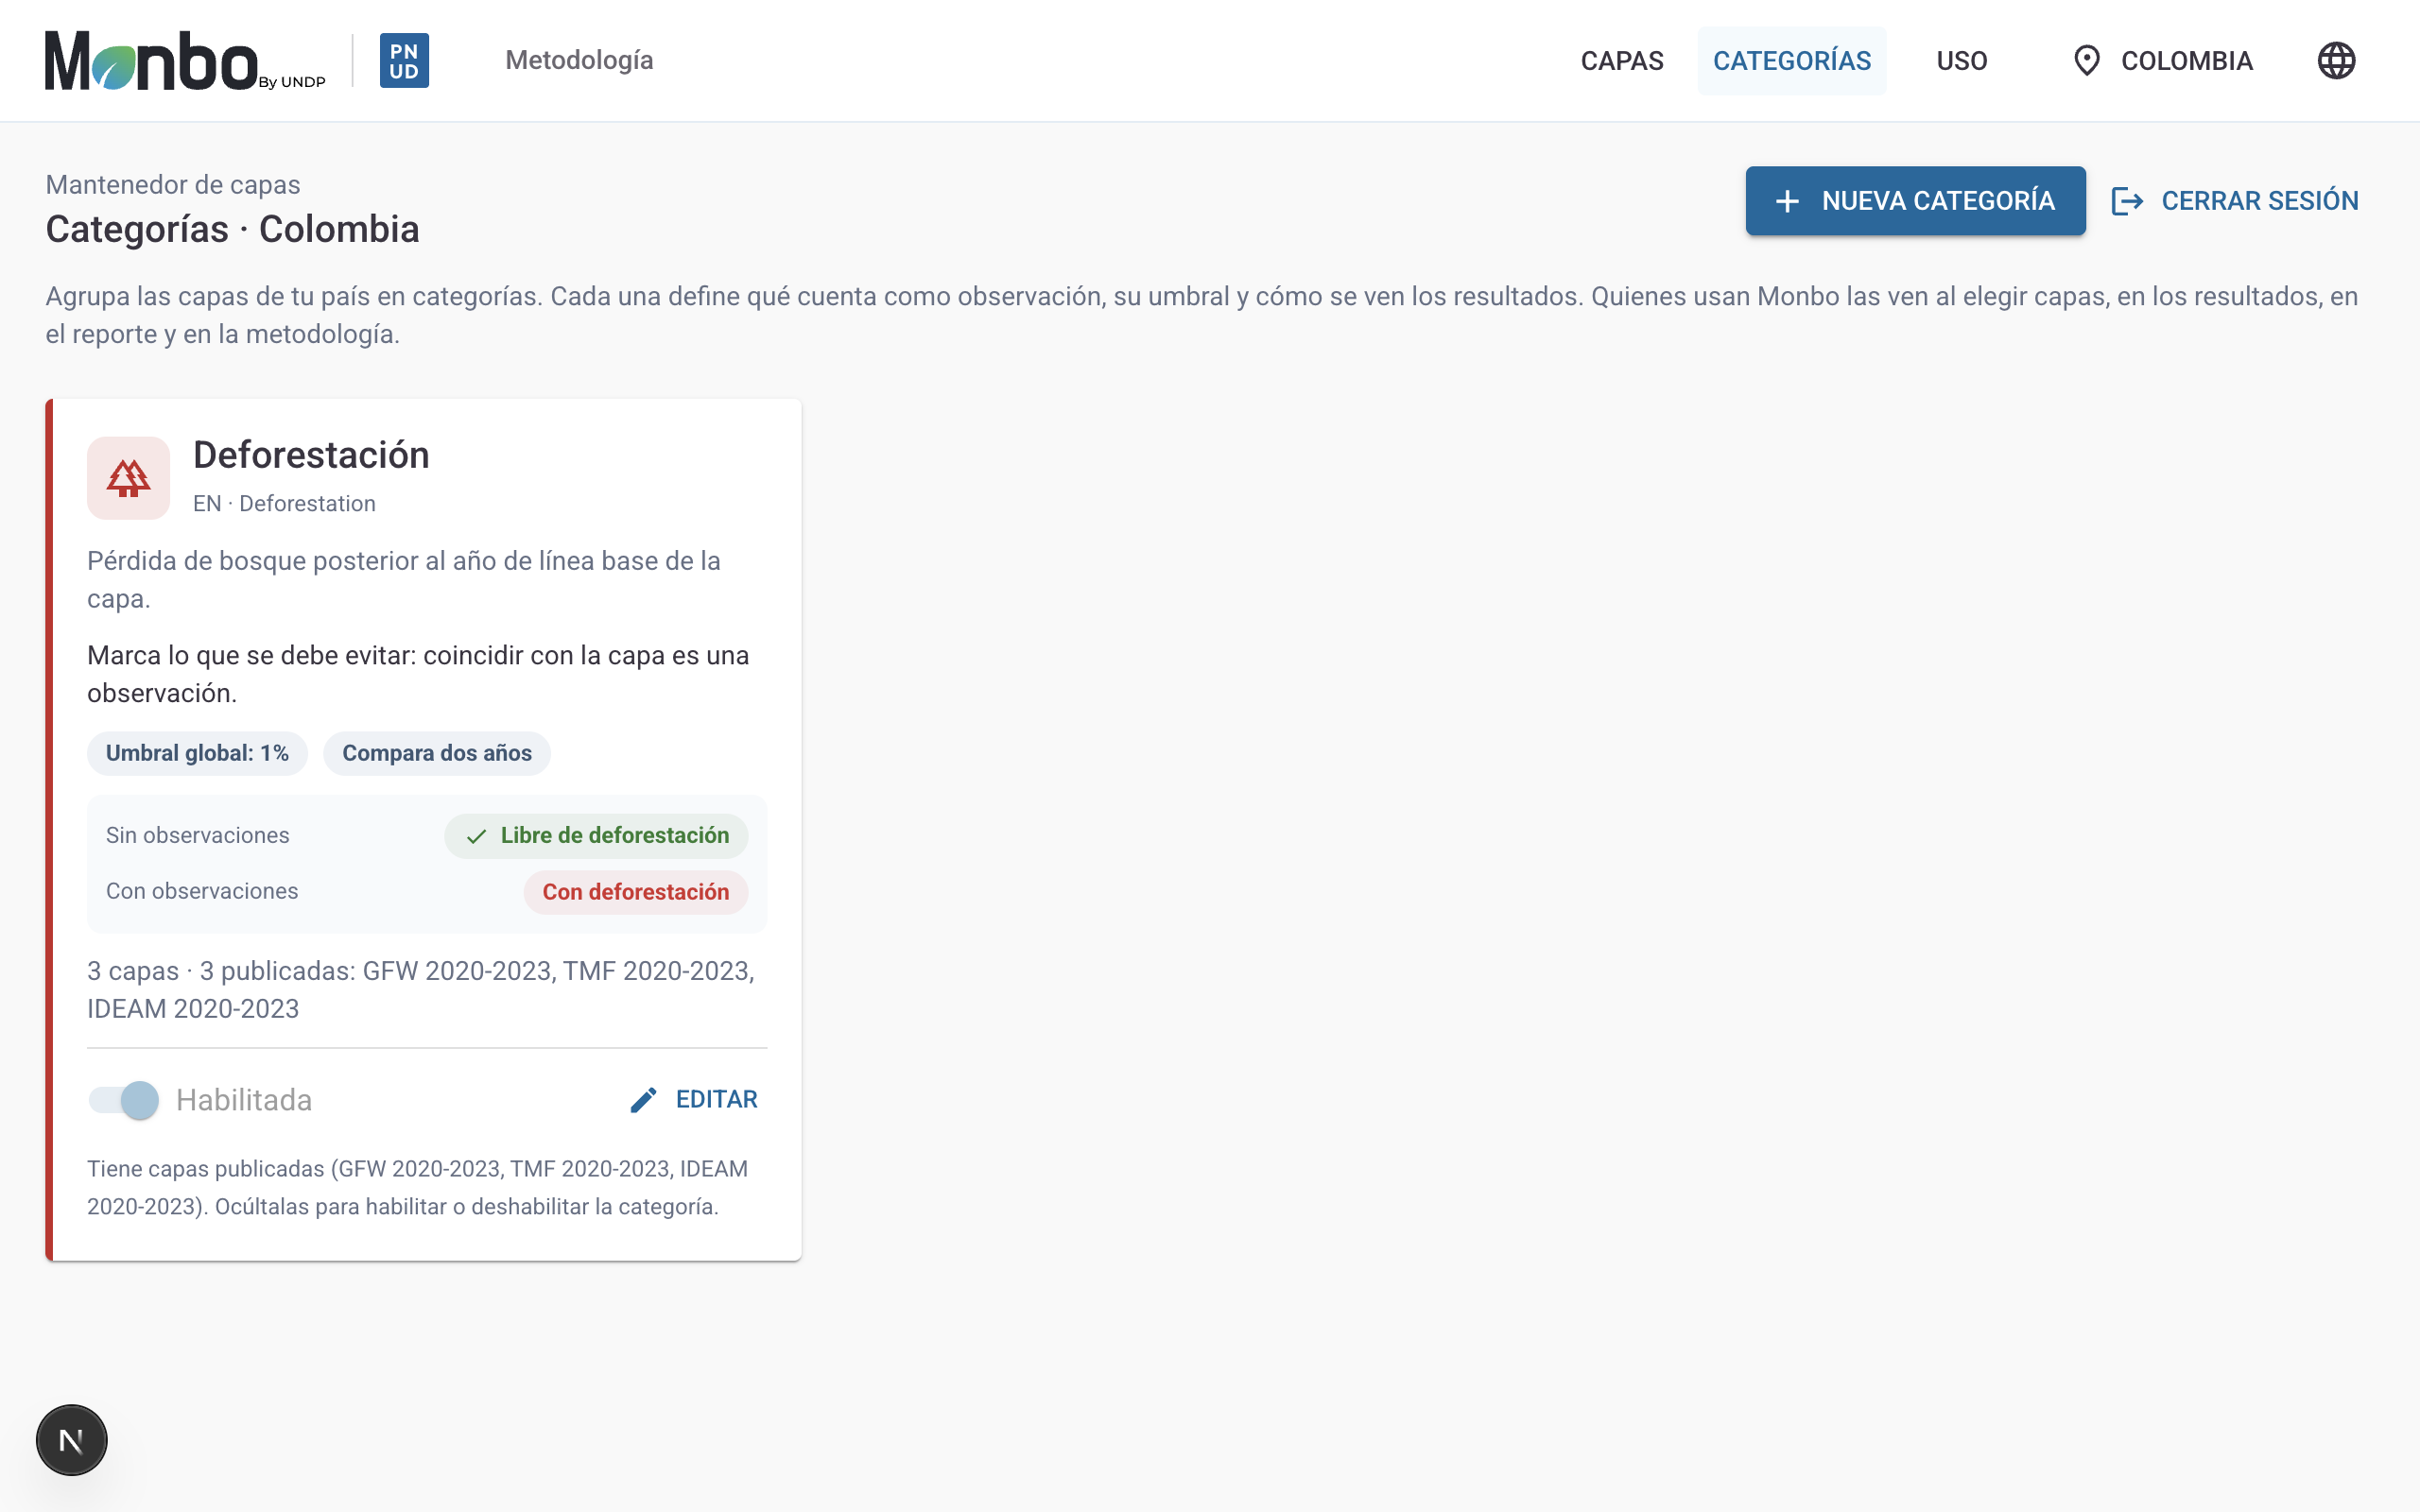 Monbo By UNDP
PN
UD
Metodología
CAPAS
CATEGORÍAS
USO
COLOMBIA
Mantenedor de capas
Categorías · Colombia
NUEVA CATEGORÍA
CERRAR SESIÓN
Agrupa las capas de tu país en categorías. Cada una define qué cuenta como observación, su umbral y cómo se ven los resultados. Quienes usan Monbo las ven al elegir capas, en los resultados, en
el reporte y en la metodología.
Deforestación
EN · Deforestation
Pérdida de bosque posterior al año de línea base de la
capa.
Marca lo que se debe evitar: coincidir con la capa es una
observación.
Umbral global: 1%
Compara dos años
Sin observaciones
Libre de deforestación
Con observaciones
Con deforestación
3 capas · 3 publicadas: GFW 2020-2023, TMF 2020-2023,
IDEAM 2020-2023
Habilitada
EDITAR
Tiene capas publicadas (GFW 2020-2023, TMF 2020-2023, IDEAM
2020-2023). Ocúltalas para habilitar o deshabilitar la categoría.
N